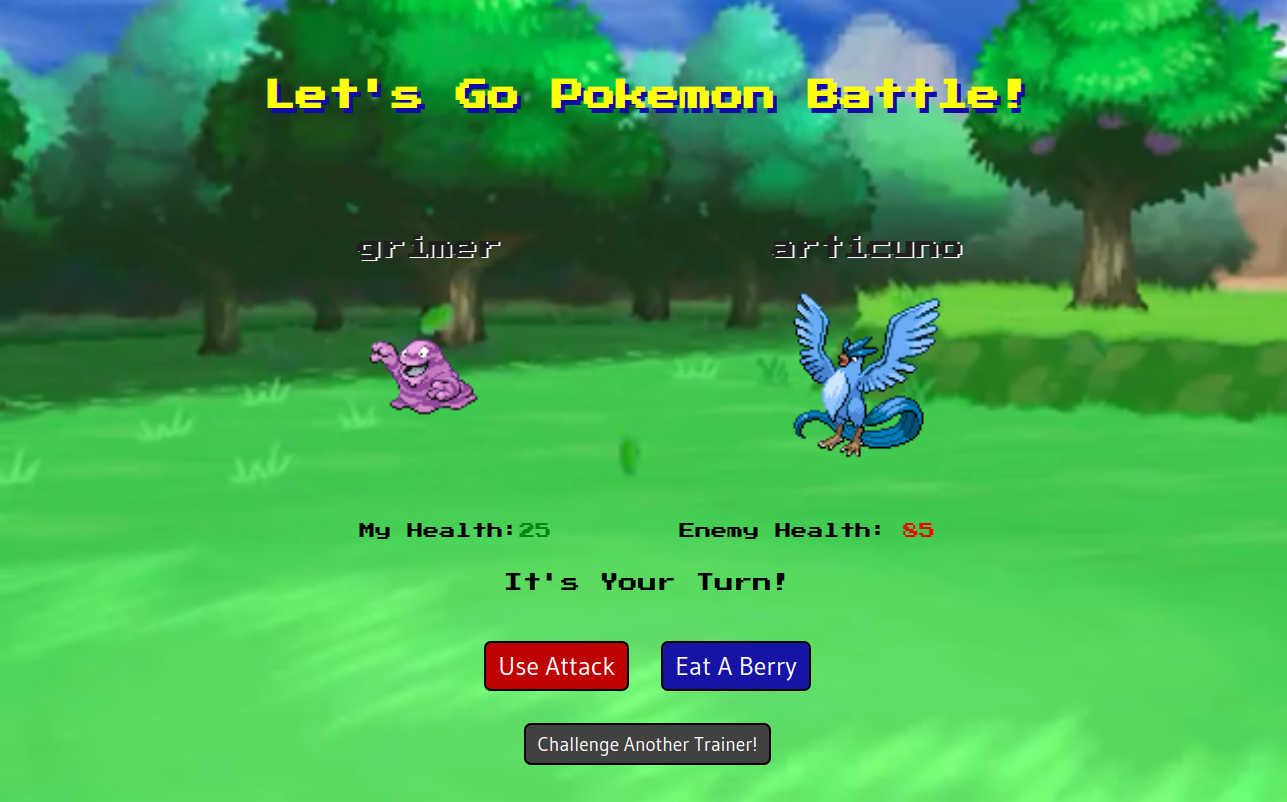 Let's Go Pokemon Battle!
grimer
articuno
My Health:25
Enemy Health: 85
It's Your Turn!
Use Attack
Eat A Berry
Challenge Another Trainer!